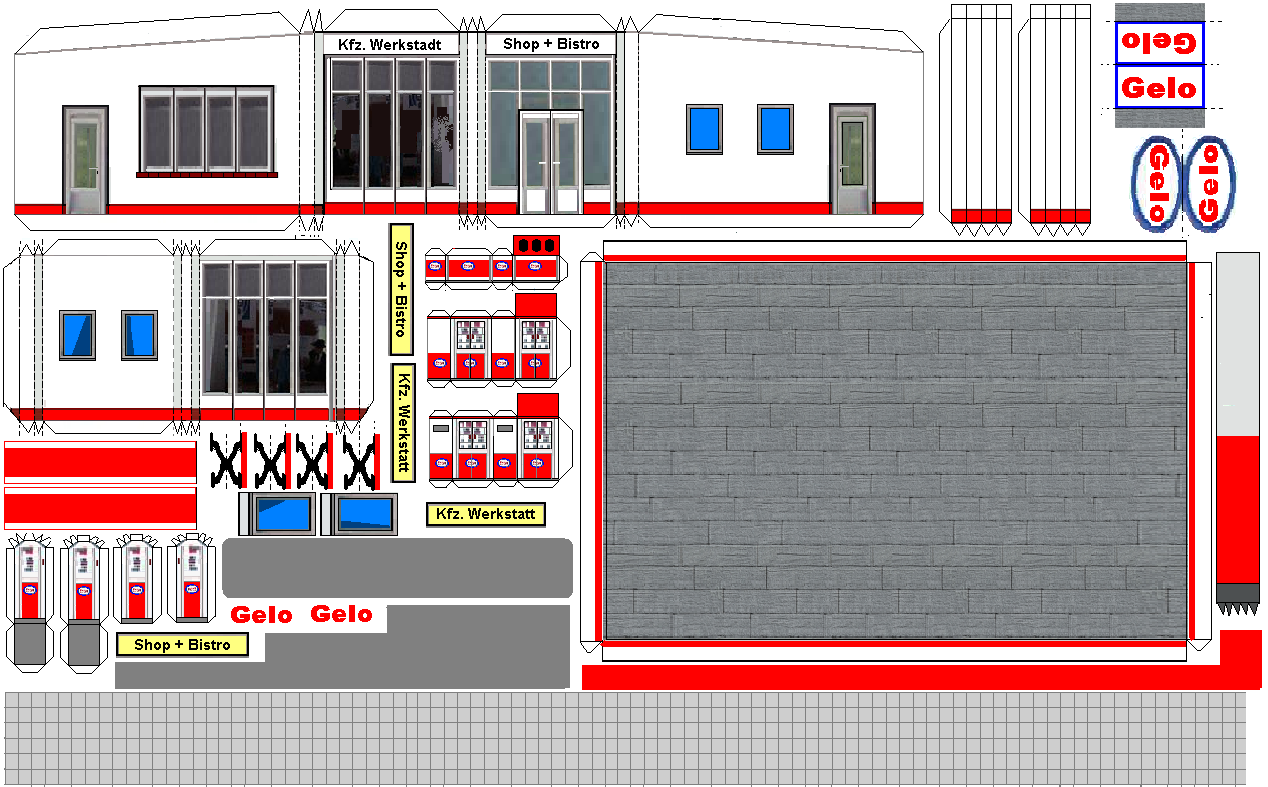 Kfz. Werkstadt
Shop + Bistro
Gelo
Gelo
Gelo
Gelo
Shop + Bistro
Kfz. Werkstatt
Kfz. Werkstatt
Gelo
Gelo
Shop + Bistro